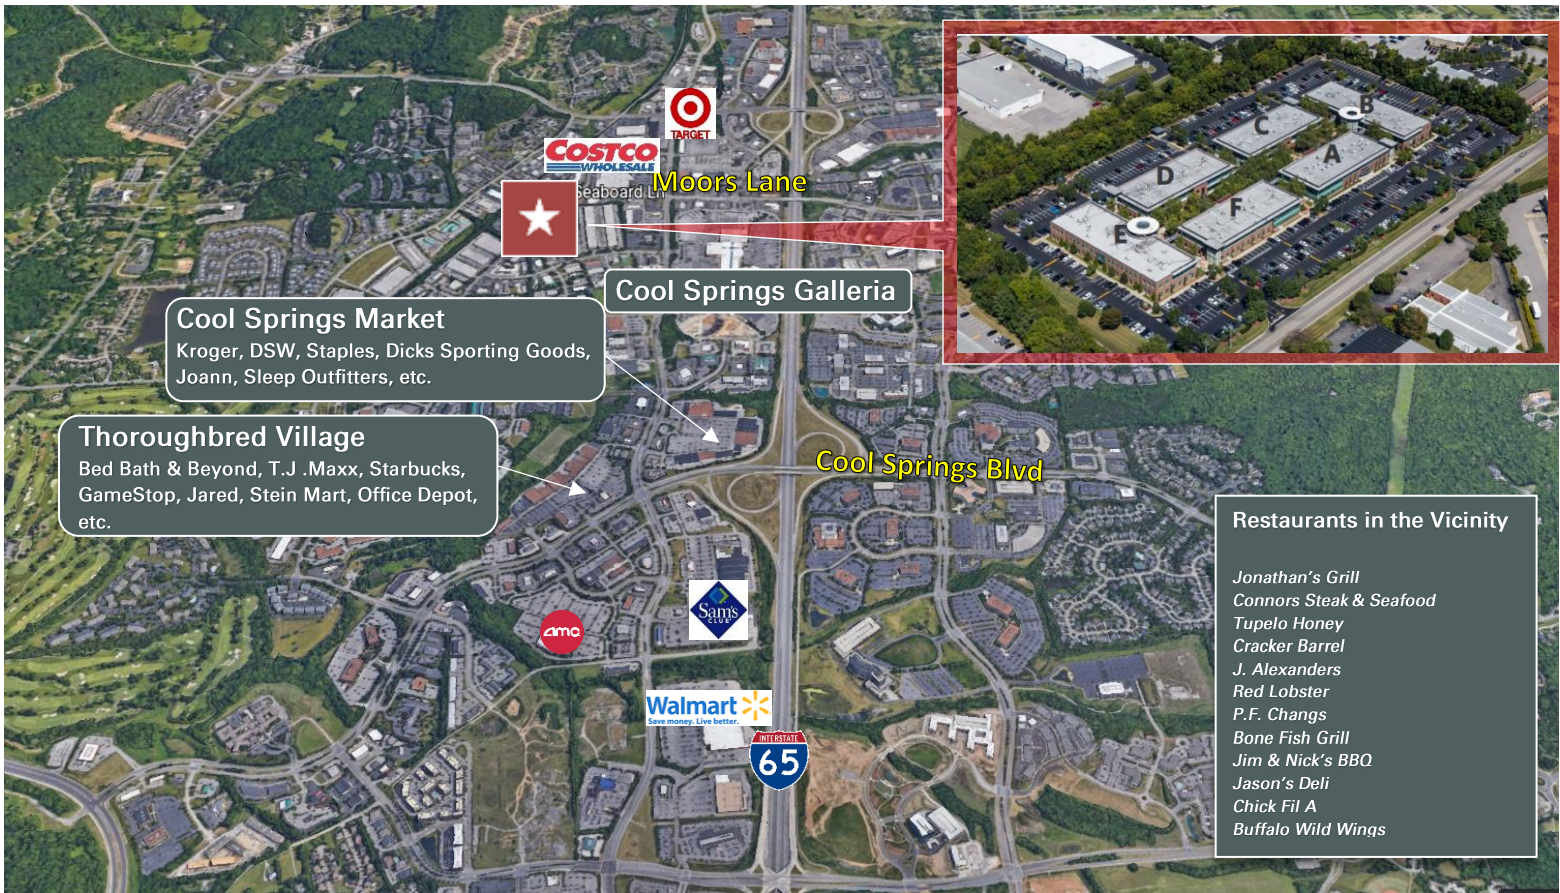 TARGET
COSTCO
WHOLESALE
Moors Lane
Seaboard Ln
B
C
A
D
F
E
Cool Springs Galleria
Cool Springs Market
Kroger, DSW, Staples, Dicks Sporting Goods,
Joann, Sleep Outfitters, etc.
Thoroughbred Village
Bed Bath & Beyond, T.J .Maxx, Starbucks,
GameStop, Jared, Stein Mart, Office Depot,
etc.
Cool Springs Blvd
Sam's
CLUB
amc
Walmart
Save money. Live better.
INTERSTATE
65
Restaurants in the Vicinity
Jonathan's Grill
Connors Steak & Seafood
Tupelo Honey
Cracker Barrel
J. Alexanders
Red Lobster
P.F. Changs
Bone Fish Grill
Jim & Nick's BBQ
Jason's Deli
Chick Fil A
Buffalo Wild Wings